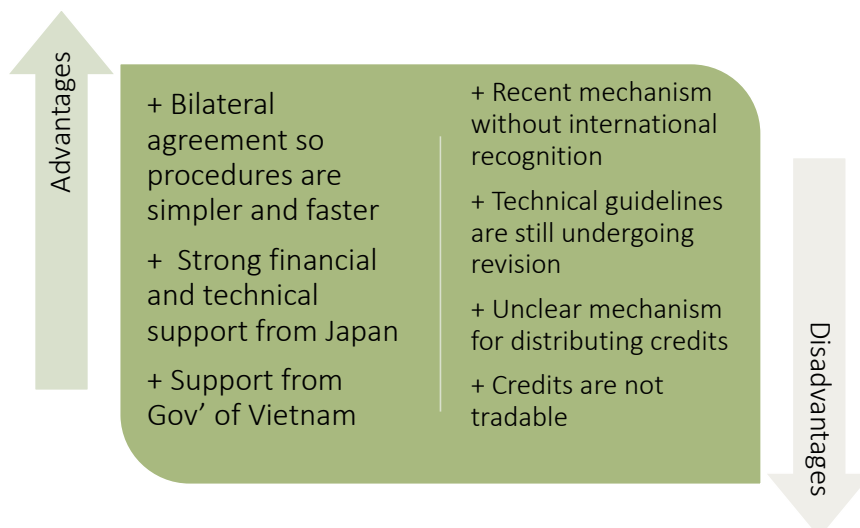 Advantages
+ Bilateral
agreement so
procedures are
simpler and faster
+ Strong financial
and technical
support from Japan
+ Support from
Gov’ of Vietnam
+ Recent mechanism
without international
recognition
+ Technical guidelines
are still undergoing
revision
+ Unclear mechanism
for distributing credits
+ Credits are not
tradable
Disadvantages